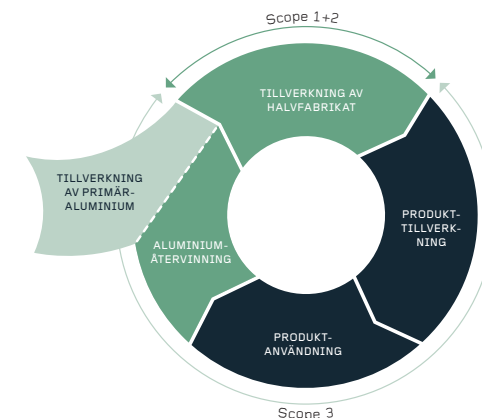 Scope 1+2
TILLVERKNING AV
HALVFABRIKAT
TILLVERKNING
AV PRIMÄR-
ALUMINIUM
PRODUKT-
TILLVERK-
NING
ALUMINIUM-
ÅTERVINNING
PRODUKT-
ANVÄNDNING
Scope 3